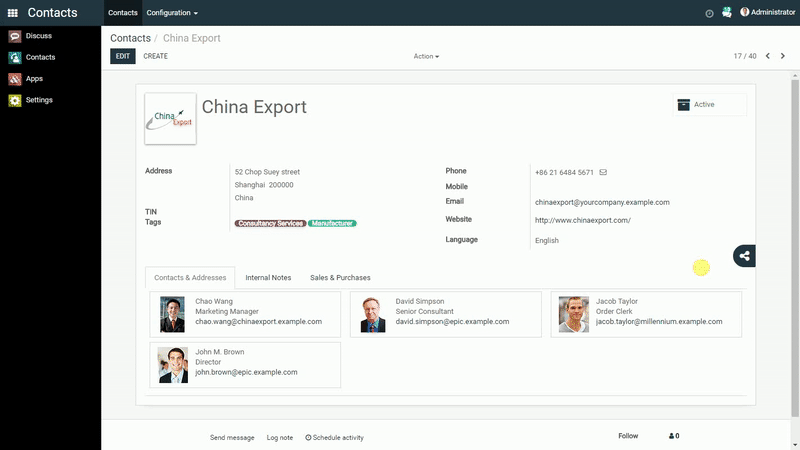 Contacts
Contacts
Configuration
10
Administrator
Discuss
Contacts
Apps
Settings
Contacts / China Export
EDIT
CREATE
Action
17 / 40
China
Export
China Export
Active
Address
52 Chop Suey street
Shanghai 200000
China
TIN
Tags
Consultancy Services
Manufacturer
Phone
+86 21 6484 5671
Mobile
Email
chinaexport@yourcompany.example.com
Website
http://www.chinaexport.com/
Language
English
Contacts & Addresses
Internal Notes
Sales & Purchases
Chao Wang
Marketing Manager
chao.wang@chinaexport.example.com
David Simpson
Senior Consultant
david.simpson@epic.example.com
Jacob Taylor
Order Clerk
jacob.taylor@millennium.example.com
John M. Brown
Director
john.brown@epic.example.com
Send message
Log note
Schedule activity
Follow
0